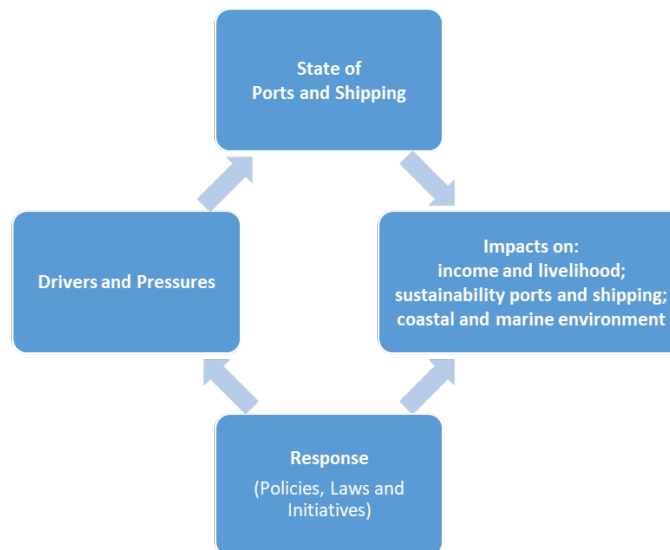 State of
Ports and Shipping
Drivers and Pressures
Impacts on:
income and livelihood;
sustainability ports and shipping;
coastal and marine environment
Response
(Policies, Laws and
Initiatives)